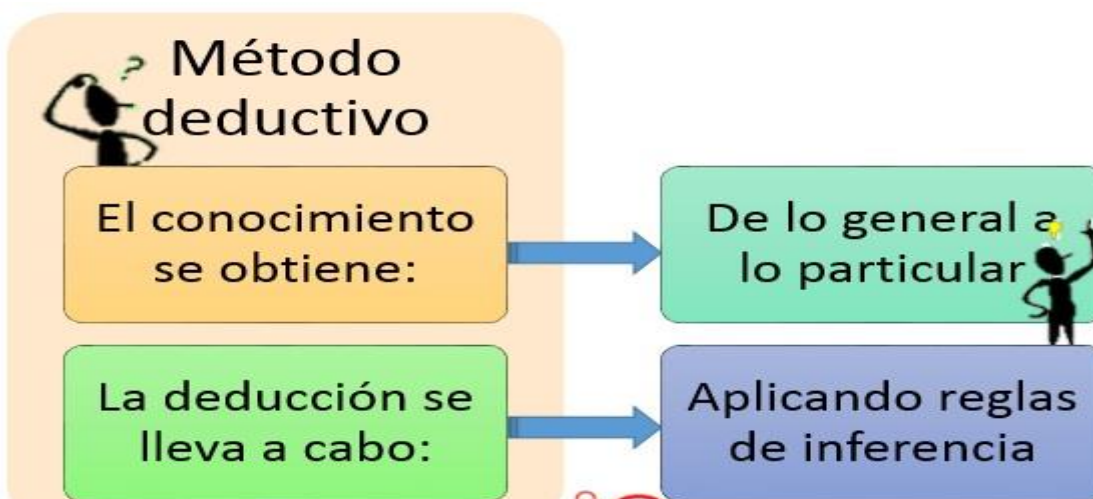 ?
Método
deductivo
El conocimiento
se obtiene:
De lo general a
lo particular
La deducción se
lleva a cabo:
Aplicando reglas
de inferencia